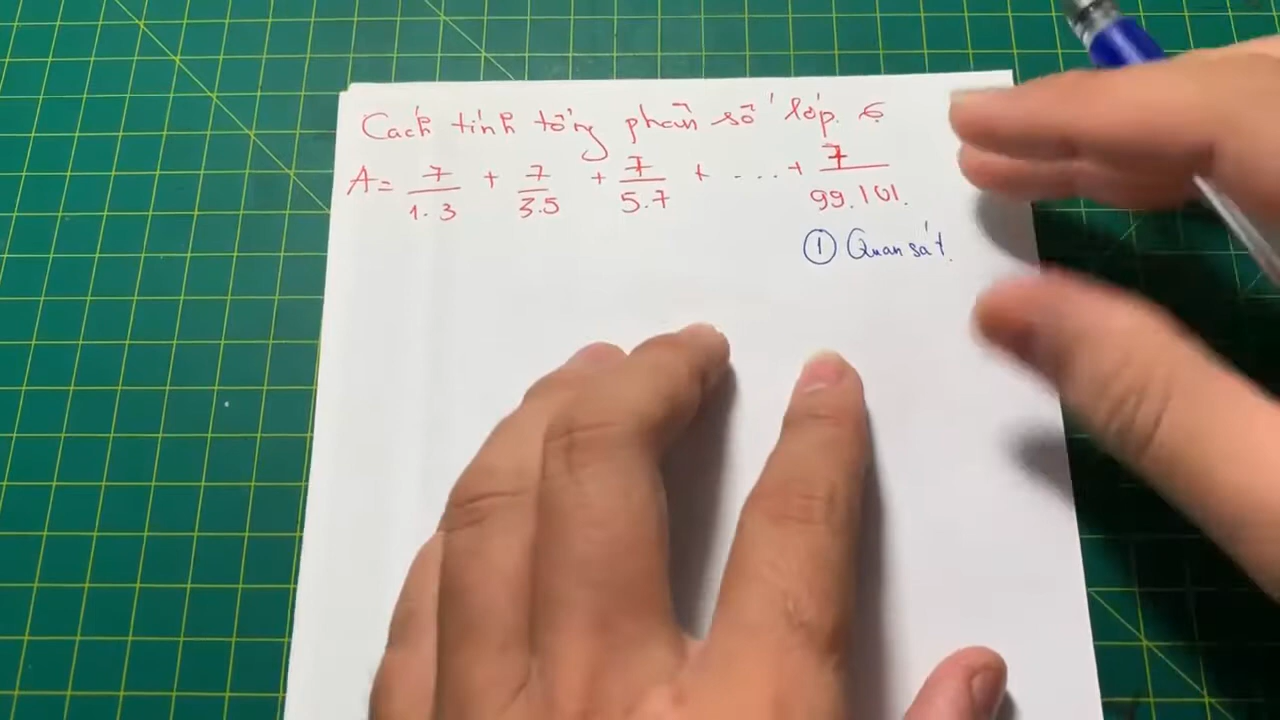 Cách tính tổng phân số lớp 6
A = 7/1.3 + 7/3.5 + 7/5.7 + .... + 7/99.101.
① Quan sát.